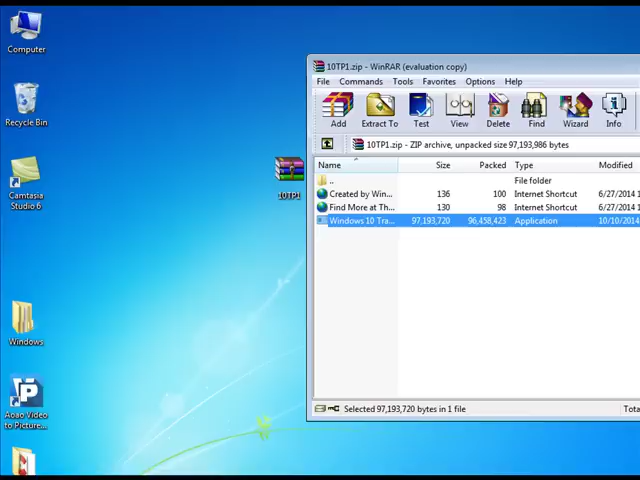 Computer
Recycle Bin
Camtasia
Studio 6
Windows
Aoao Video
to Picture...
10TP1
10TP1.zip - WinRAR (evaluation copy)
File Commands Tools Favorites Options Help
Add Extract To Test View Delete Find Wizard Info
10TP1.zip - ZIP archive, unpacked size 97,193,986 bytes
Name Size Packed Type Modified
.. File folder
Created by Win... 136 100 Internet Shortcut 6/27/2014
Find More at Th... 130 98 Internet Shortcut 6/27/2014
Windows 10 Tra... 97,193,720 96,458,423 Application 10/10/2014
Selected 97,193,720 bytes in 1 file
Tota